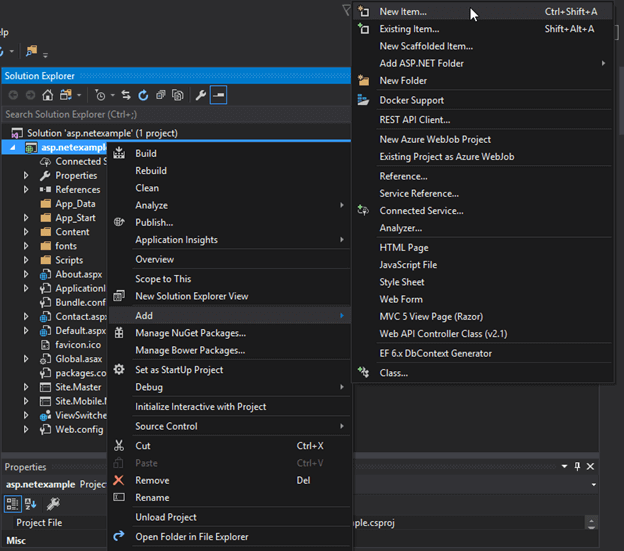 New Item... Ctrl+Shift+A
Existing Item... Shift+Alt+A
New Scaffolded Item...
Add ASP.NET Folder
New Folder
Docker Support
REST API Client...
New Azure WebJob Project
Existing Project as Azure WebJob
Reference...
Service Reference...
Connected Service...
Analyzer...
HTML Page
JavaScript File
Style Sheet
Web Form
MVC 5 View Page (Razor)
Web API Controller Class (v2.1)
EF 6.x DbContext Generator
Class...
lp
Solution Explorer
Search Solution Explorer (Ctrl+;)
Solution 'asp.netexample' (1 project)
asp.netexample
Connected S
Properties
References
App_Data
App_Start
Content
fonts
Scripts
About.aspx
ApplicationI
Bundle.conf
Contact.aspx
Default.aspx
favicon.ico
Global.asax
packages.co
Site.Master
Site.Mobile.M
ViewSwitche
Web.config
Build
Rebuild
Clean
Analyze
Publish...
Application Insights
Overview
Scope to This
New Solution Explorer View
Add
Manage NuGet Packages...
Manage Bower Packages...
Set as StartUp Project
Debug
Initialize Interactive with Project
Source Control
Cut Ctrl+X
Paste Ctrl+V
Remove Del
Rename
Unload Project
Open Folder in File Explorer
Properties
asp.netexample Project
Project File ple.csproj
Misc